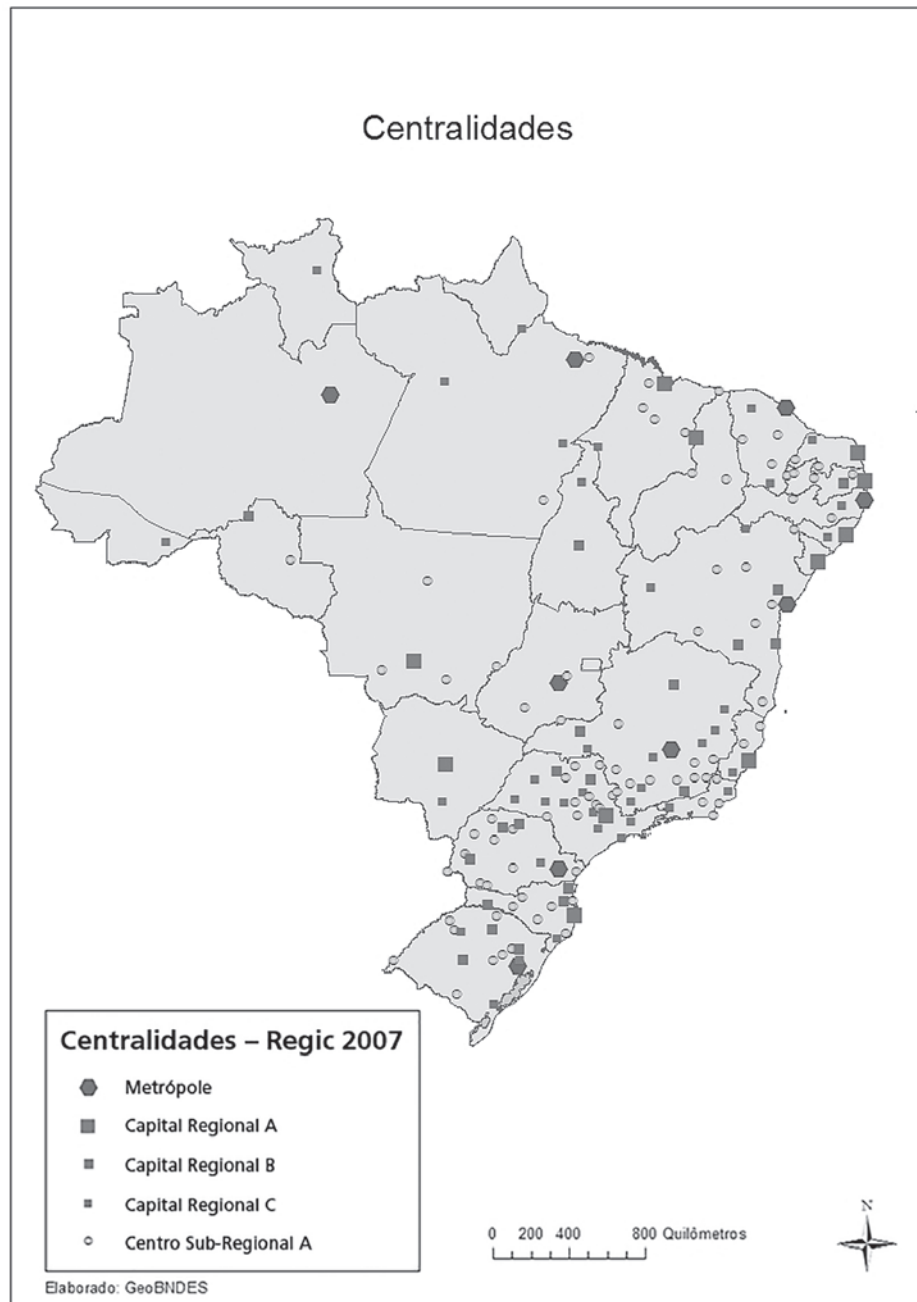 Centralidades
Centralidades – Regic 2007
Metrópole
Capital Regional A
Capital Regional B
Capital Regional C
Centro Sub-Regional A
N
0 200 400 800 Quilômetros
Elaborado: GeoBNDES